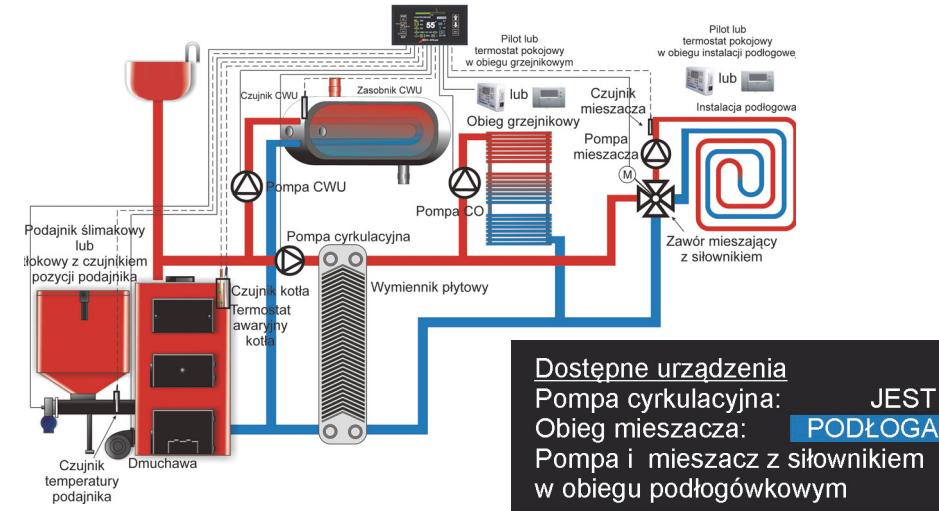 Pilot lub
termostat pokojowy
w obiegu grzejnikowym
Pilot lub
termostat pokojowy
w obiegu instalacji podłogowej
55
Czujnik CWU
Zasobnik CWU
lub
Obieg grzejnikowy
lub
Czujnik
mieszacza
Instalacja podłogowa
Pompa
mieszacza
M
Pompa CWU
Pompa CO
Podajnik ślimakowy
lub
tłokowy z czujnikiem
pozycji podajnika
Pompa cyrkulacyjna
Zawór mieszający
z siłownikiem
Czujnik kotła
Termostat
awaryjny
kotła
Wymiennik płytowy
Dostępne urządzenia
Pompa cyrkulacyjna: JEST
Obieg mieszacza: PODŁOGA
Pompa i mieszacz z siłownikiem
w obiegu podłogówkowym
Czujnik
temperatury
podajnika
Dmuchawa